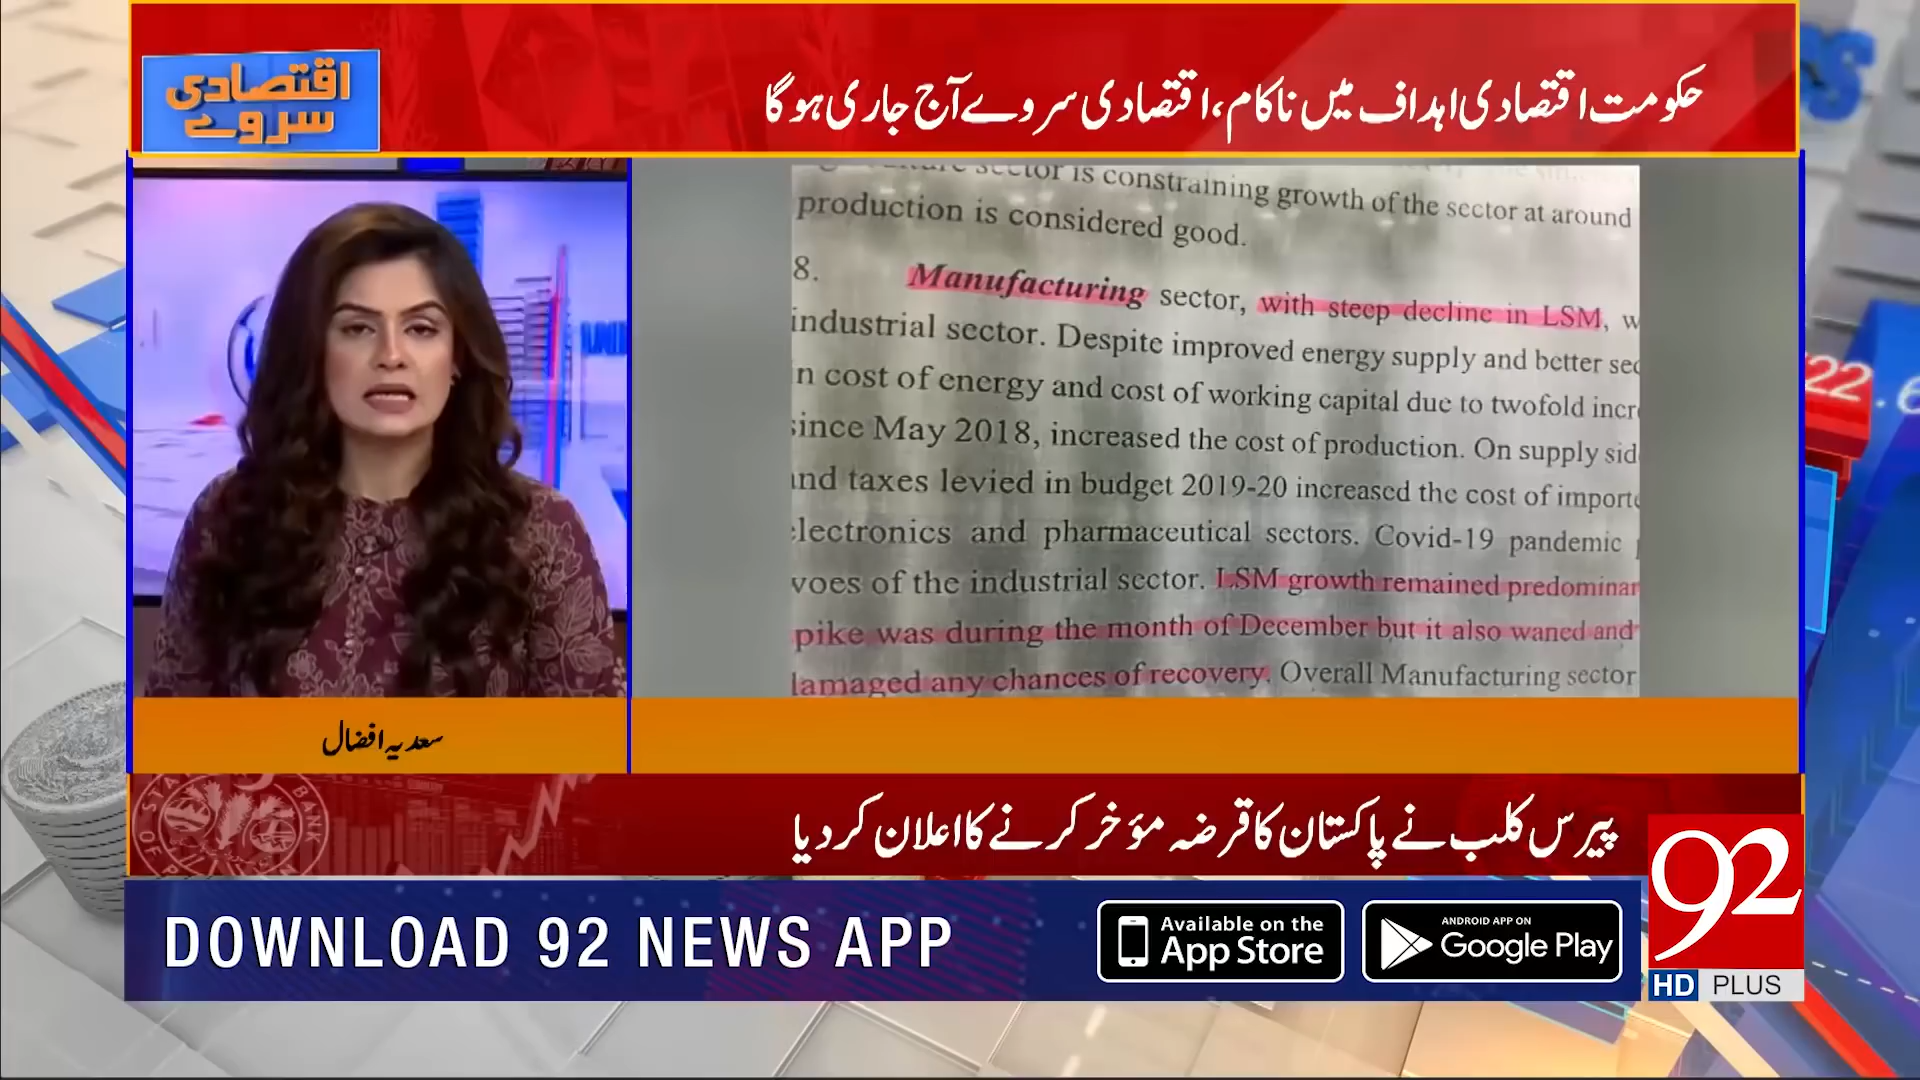 حکومت اقتصادی اہداف میں ناکام، اقتصادی سروے آج جاری ہوگا
اقتصادی
سروے
sector is constraining growth of the sector at around
production is considered good.
8. Manufacturing sector, with steep decline in LSM,
industrial sector. Despite improved energy supply and better
n cost of energy and cost of working capital due to twofold
since May 2018, increased the cost of production. On supply
and taxes levied in budget 2019-20 increased the cost of
electronics and pharmaceutical sectors. Covid-19 pandemic
voes of the industrial sector. LSM growth remained predominan
pike was during the month of December but it also waned and
damaged any chances of recovery. Overall Manufacturing sector
سعدیہ افضال
پیرس کلب نے پاکستان کا قرضہ مؤخر کرنے کا اعلان کردیا
DOWNLOAD 92 NEWS APP
Available on the
App Store
ANDROID APP ON
Google Play
92
HD PLUS